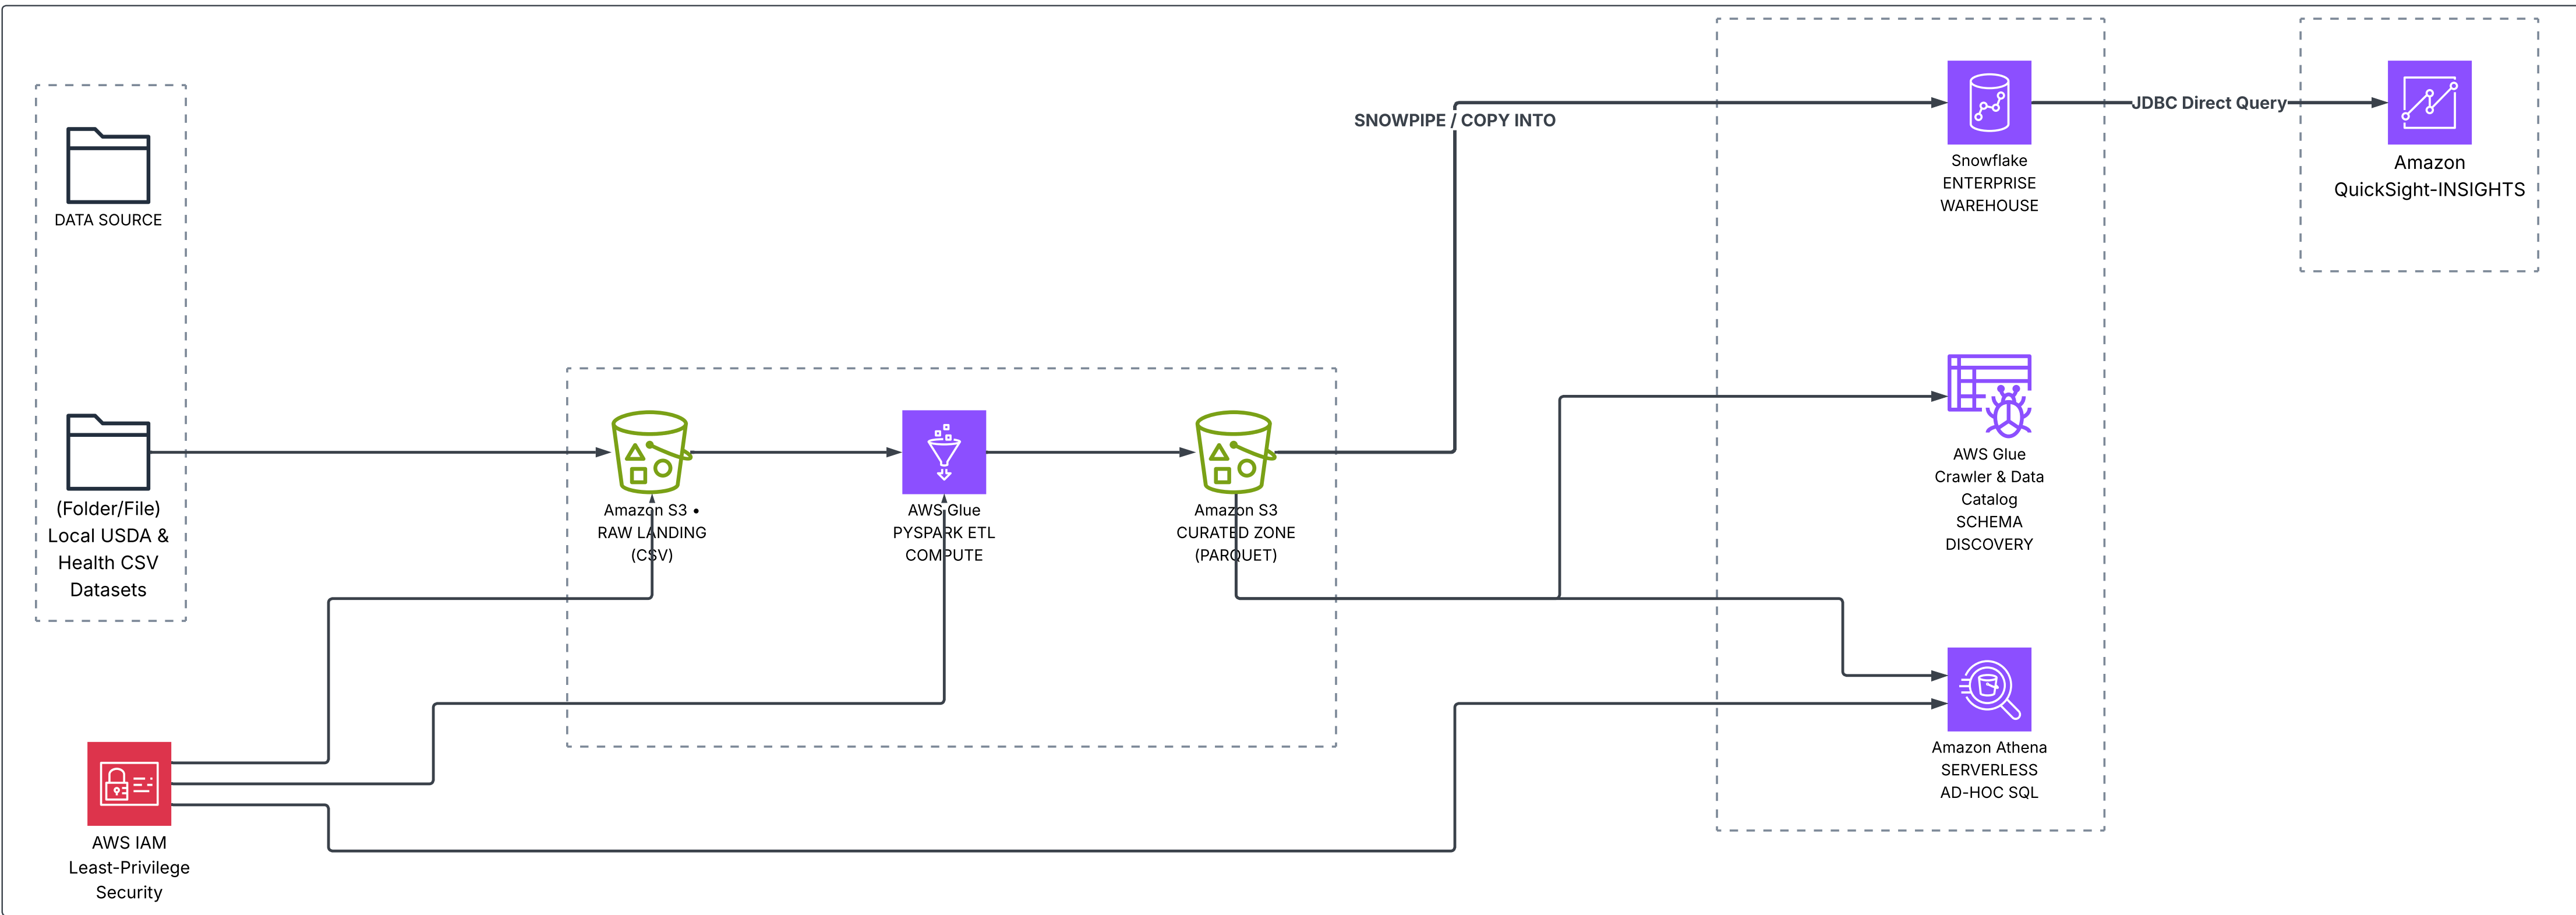 DATA SOURCE
(Folder/File)
Local USDA &
Health CSV
Datasets
AWS IAM
Least-Privilege
Security
Amazon S3 •
RAW LANDING
(CSV)
AWS Glue
PYSPARK ETL
COMPUTE
Amazon S3
CURATED ZONE
(PARQUET)
SNOWPIPE / COPY INTO
Snowflake
ENTERPRISE
WAREHOUSE
JDBC Direct Query
Amazon
QuickSight-INSIGHTS
AWS Glue
Crawler & Data
Catalog
SCHEMA
DISCOVERY
Amazon Athena
SERVERLESS
AD-HOC SQL